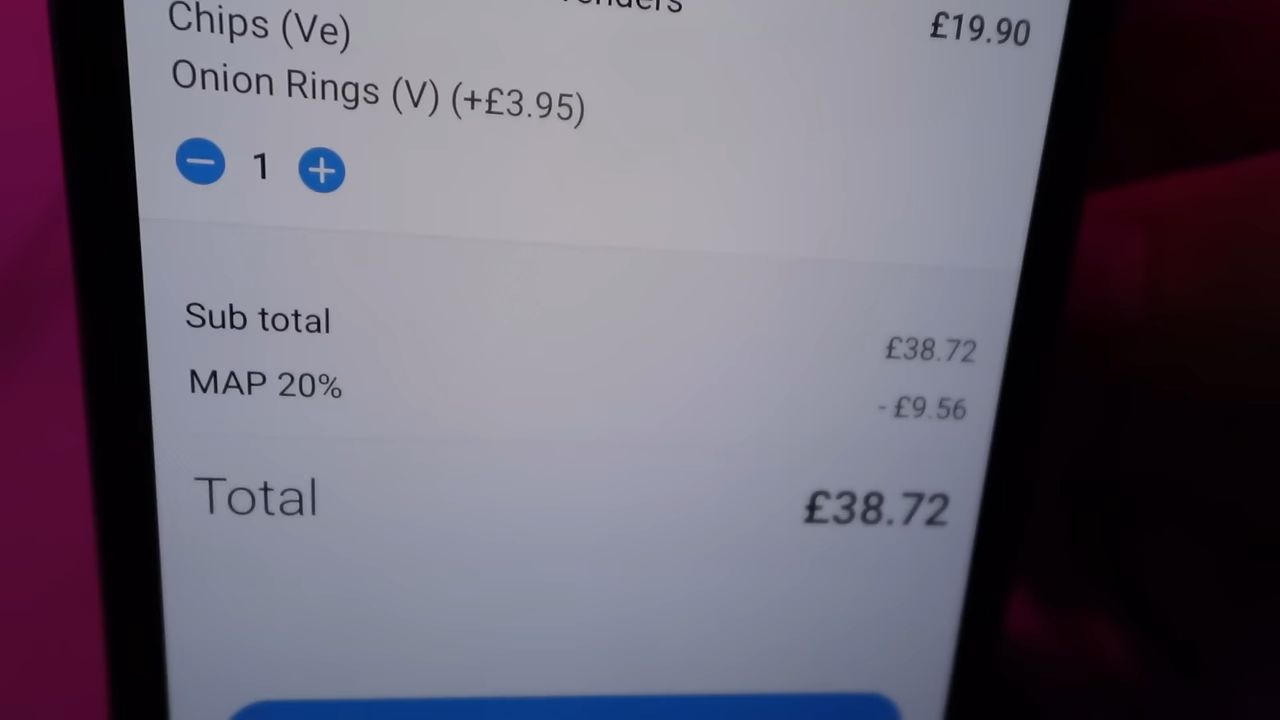 Chips (Ve)
£19.90
Onion Rings (V) (+£3.95)
1
Sub total
£38.72
MAP 20%
- £9.56
Total
£38.72